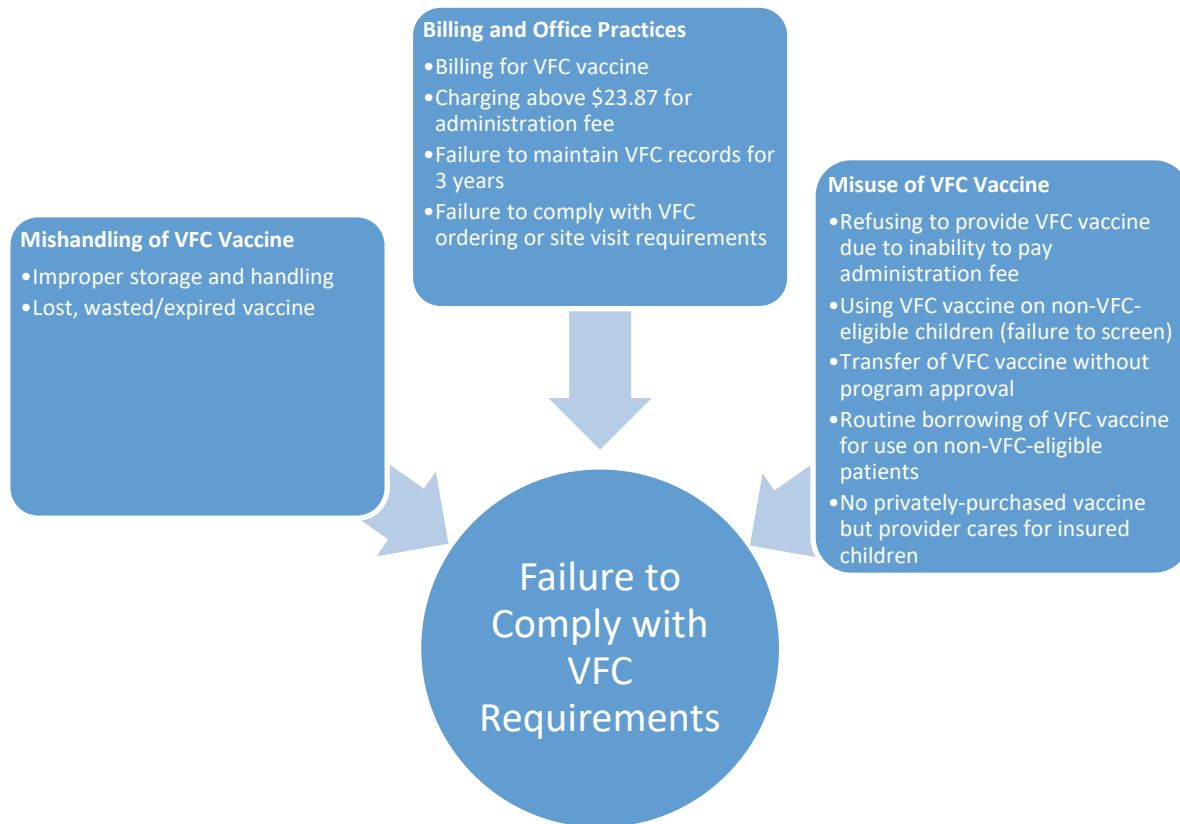 Mishandling of VFC Vaccine
•Improper storage and handling
•Lost, wasted/expired vaccine
Billing and Office Practices
•Billing for VFC vaccine
•Charging above $23.87 for
administration fee
•Failure to maintain VFC records for
3 years
•Failure to comply with VFC
ordering or site visit requirements
Misuse of VFC Vaccine
•Refusing to provide VFC vaccine
due to inability to pay
administration fee
•Using VFC vaccine on non-VFC-
eligible children (failure to screen)
•Transfer of VFC vaccine without
program approval
•Routine borrowing of VFC vaccine
for use on non-VFC-eligible
patients
•No privately-purchased vaccine
but provider cares for insured
children
Failure to
Comply with
VFC
Requirements